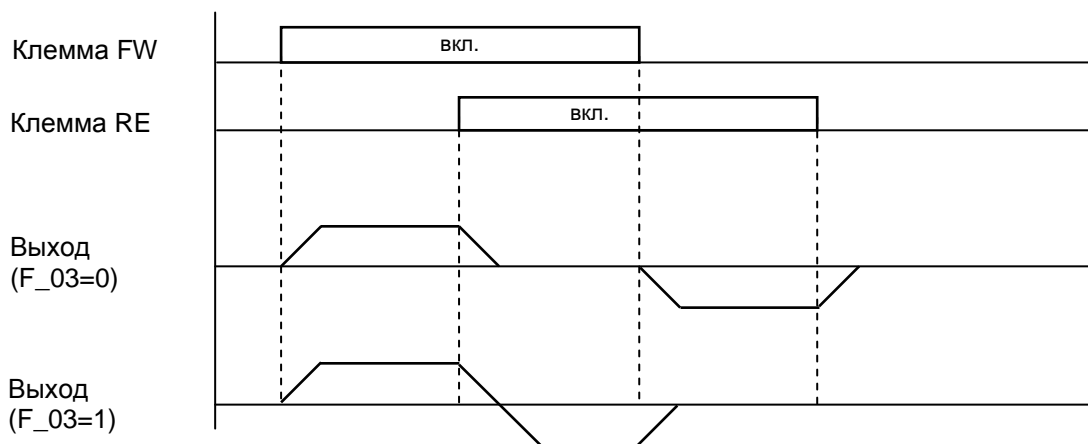 Клемма FW
вкл.
Клемма RE
вкл.
Выход
(F_03=0)
Выход
(F_03=1)